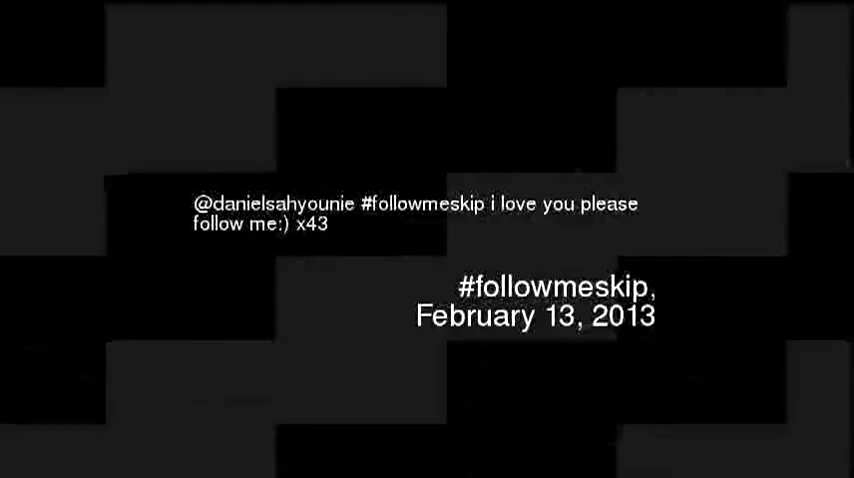 @danielsahyounie #followmeskip i love you please
follow me:) x43
#followmeskip,
February 13, 2013